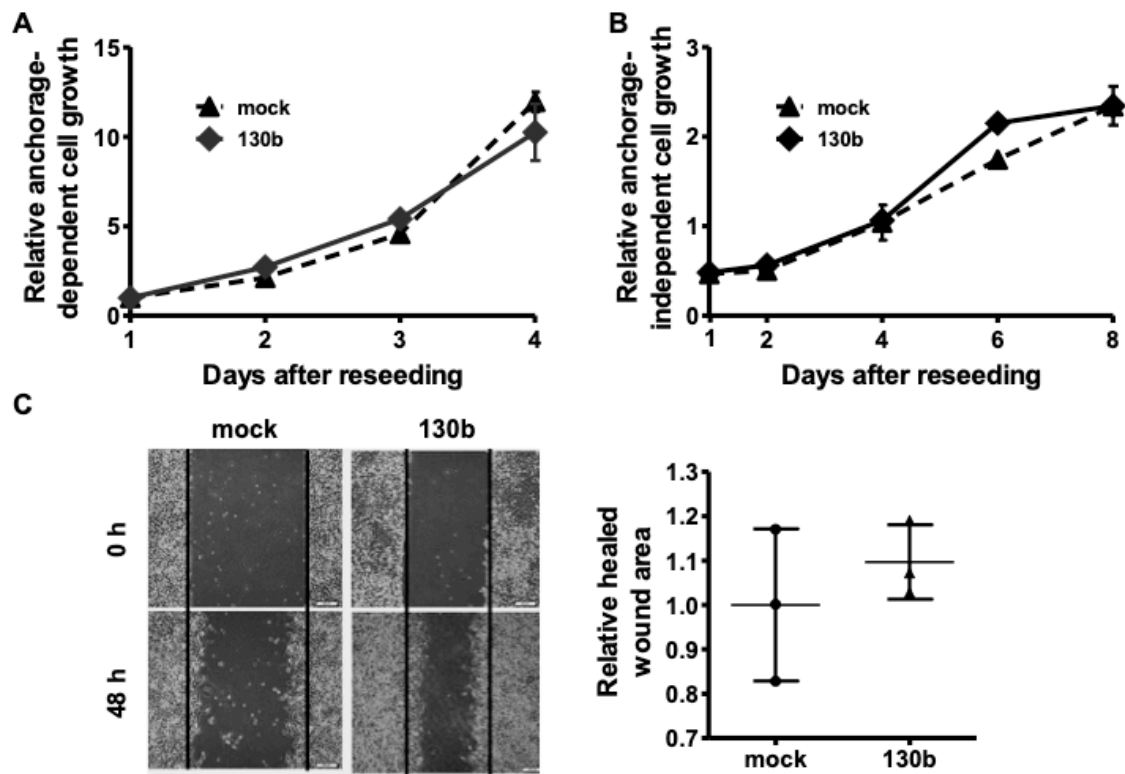 A
B
Relative anchorage-
dependent cell growth
15
10
5
0
mock
130b
1 2 3 4
Days after reseeding
Relative anchorage-
independent cell growth
3
2
1
0
mock
130b
1 2 4 6 8
Days after reseeding
C
mock 130b
0 h
48 h
Relative healed
wound area
1.3
1.2
1.1
1.0
0.9
0.8
0.7
mock 130b